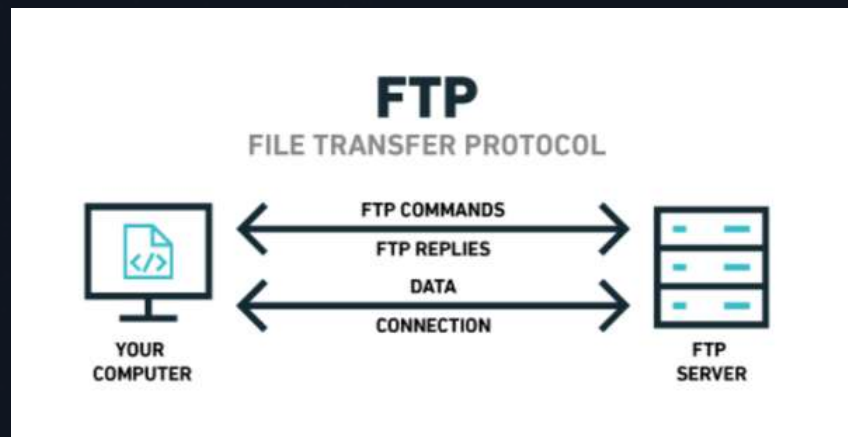 FTP
FILE TRANSFER PROTOCOL
FTP COMMANDS
FTP REPLIES
DATA
CONNECTION
</>
YOUR
COMPUTER
FTP
SERVER